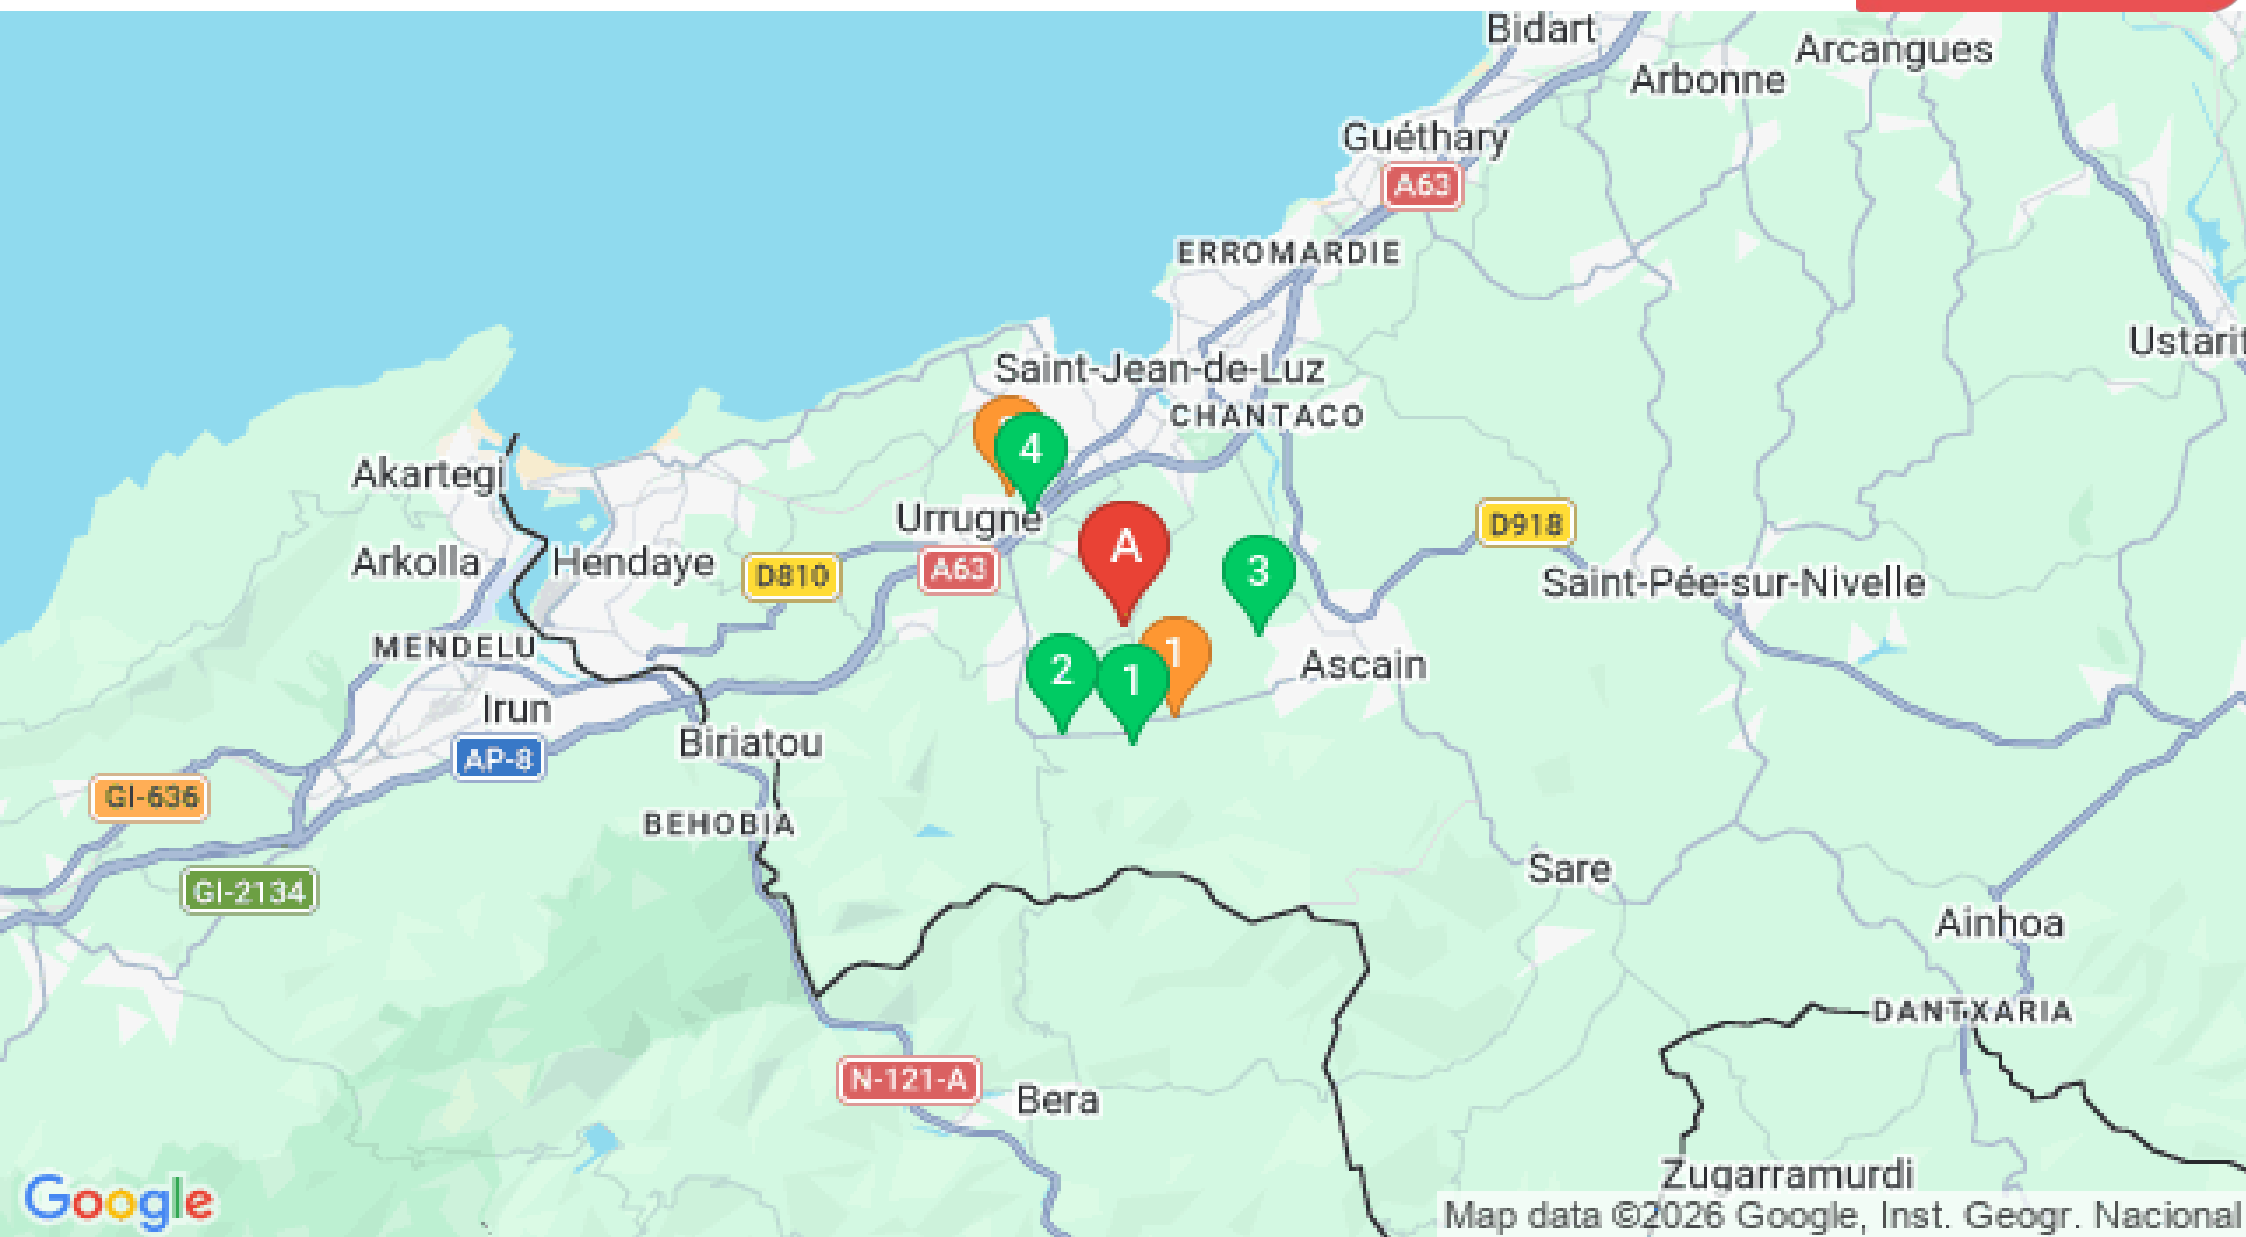 Bidart
Arcangues
Arbonne
Guéthary
A63
ERROMARDIE
Ustarit
Saint-Jean-de-Luz
CHANTACO
4
Akartegi
Urrugne
D918
A
Arkolla
Hendaye
D810
A63
3
Saint-Pée-sur-Nivelle
MENDELU
2
1
1
Ascain
Irun
Biriatou
AP-8
GI-636
BEHOBIA
GI-2134
Sare
Ainhoa
DANTXARIA
N-121-A
Bera
Zugarramurdi
Google
Map data ©2026 Google, Inst. Geogr. Nacional